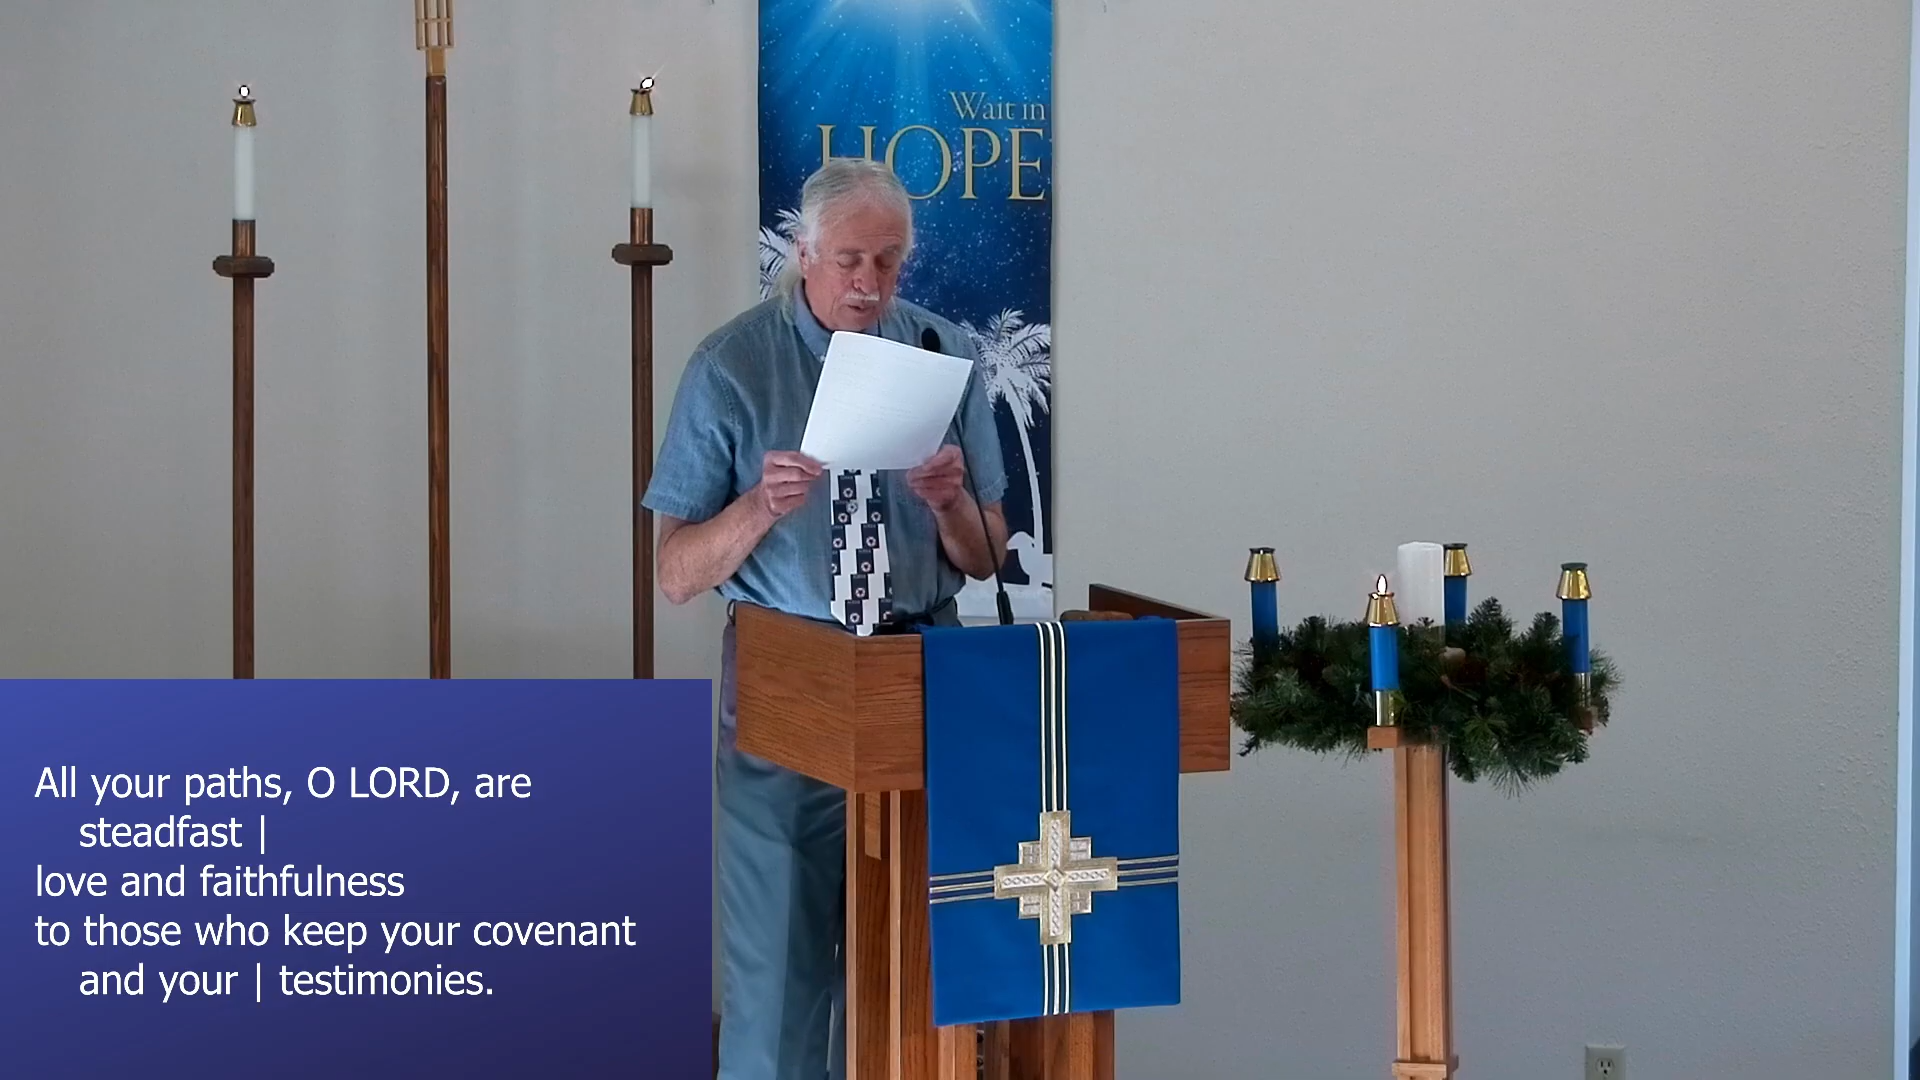 Wait in
HOPE
All your paths, O LORD, are
steadfast |
love and faithfulness
to those who keep your covenant
and your | testimonies.